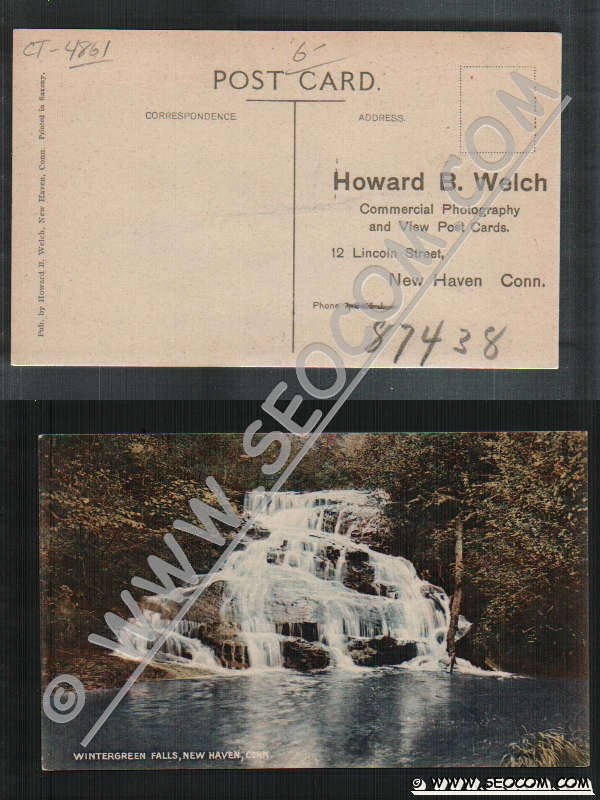 CT-4861
6-
POST CARD.
CORRESPONDENCE
ADDRESS.
Pub. by Howard B. Welch, New Haven, Conn. Printed in Saxony.
Howard B. Welch
Commercial Photography
and View Post Cards.
12 Lincoln Street,
New Haven Conn.
Phone
87438
© WWW.SEOCOM.COM
WINTERGREEN FALLS, NEW HAVEN, CONN.
© WWW.SEOCOM.COM